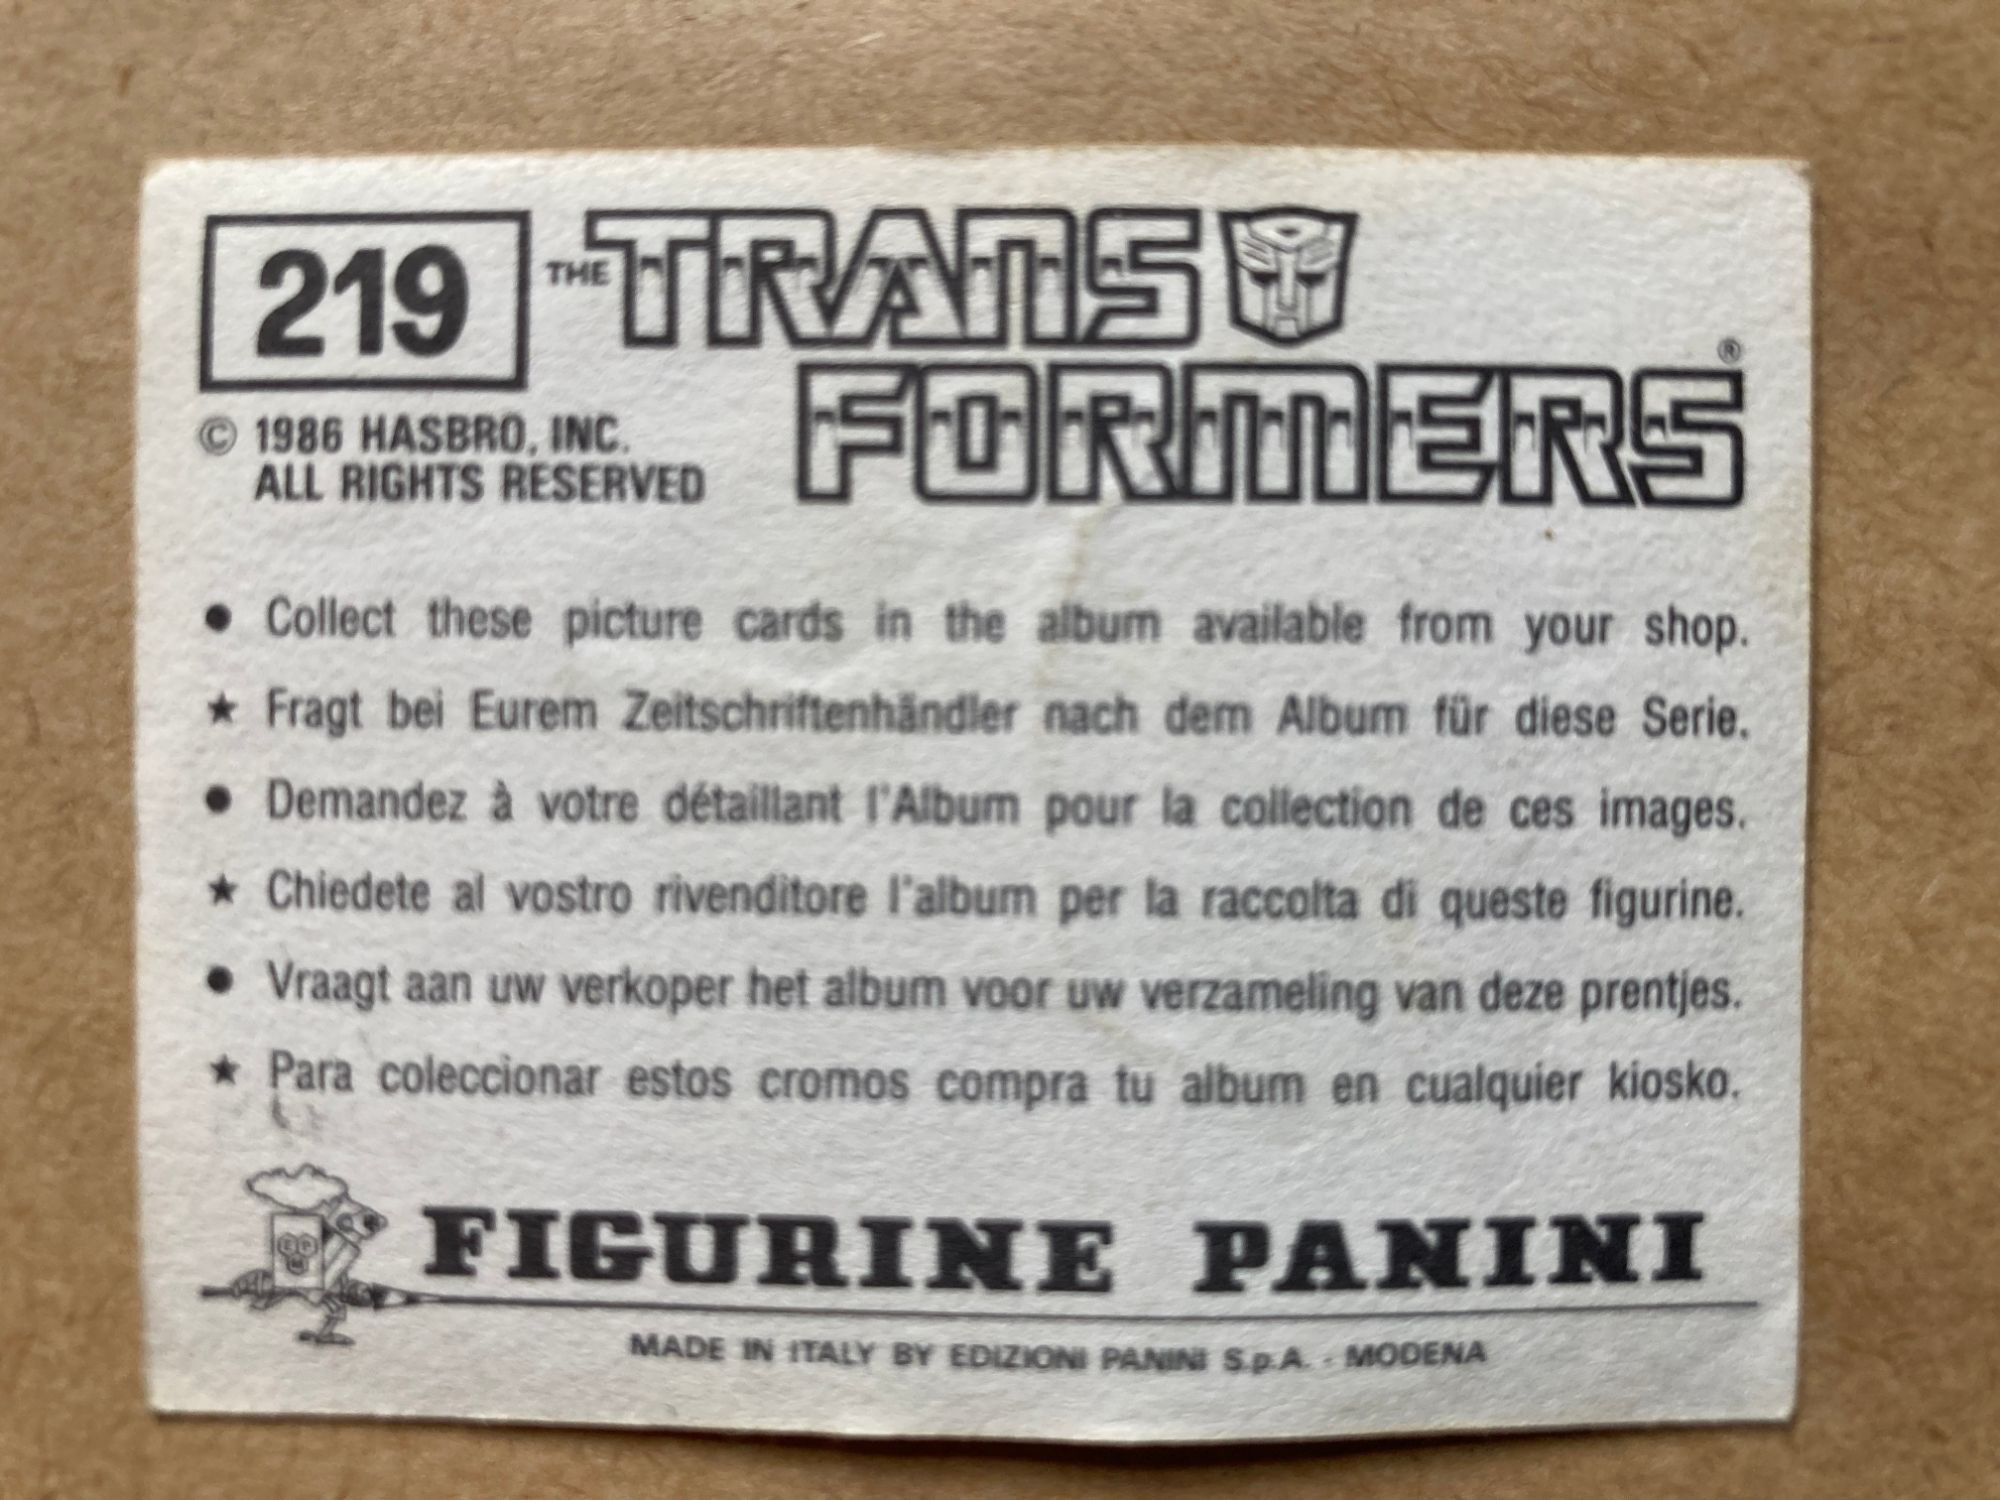 219
THE TRANS
FORMERS ®
© 1986 HASBRO, INC.
ALL RIGHTS RESERVED
● Collect these picture cards in the album available from your shop.
★ Fragt bei Eurem Zeitschriftenhändler nach dem Album für diese Serie.
● Demandez à votre détaillant l'Album pour la collection de ces images.
★ Chiedete al vostro rivenditore l'album per la raccolta di queste figurine.
● Vraagt aan uw verkoper het album voor uw verzameling van deze prentjes.
★ Para coleccionar estos cromos compra tu album en cualquier kiosko.
FIGURINE PANINI
MADE IN ITALY BY EDIZIONI PANINI S.p.A. - MODENA